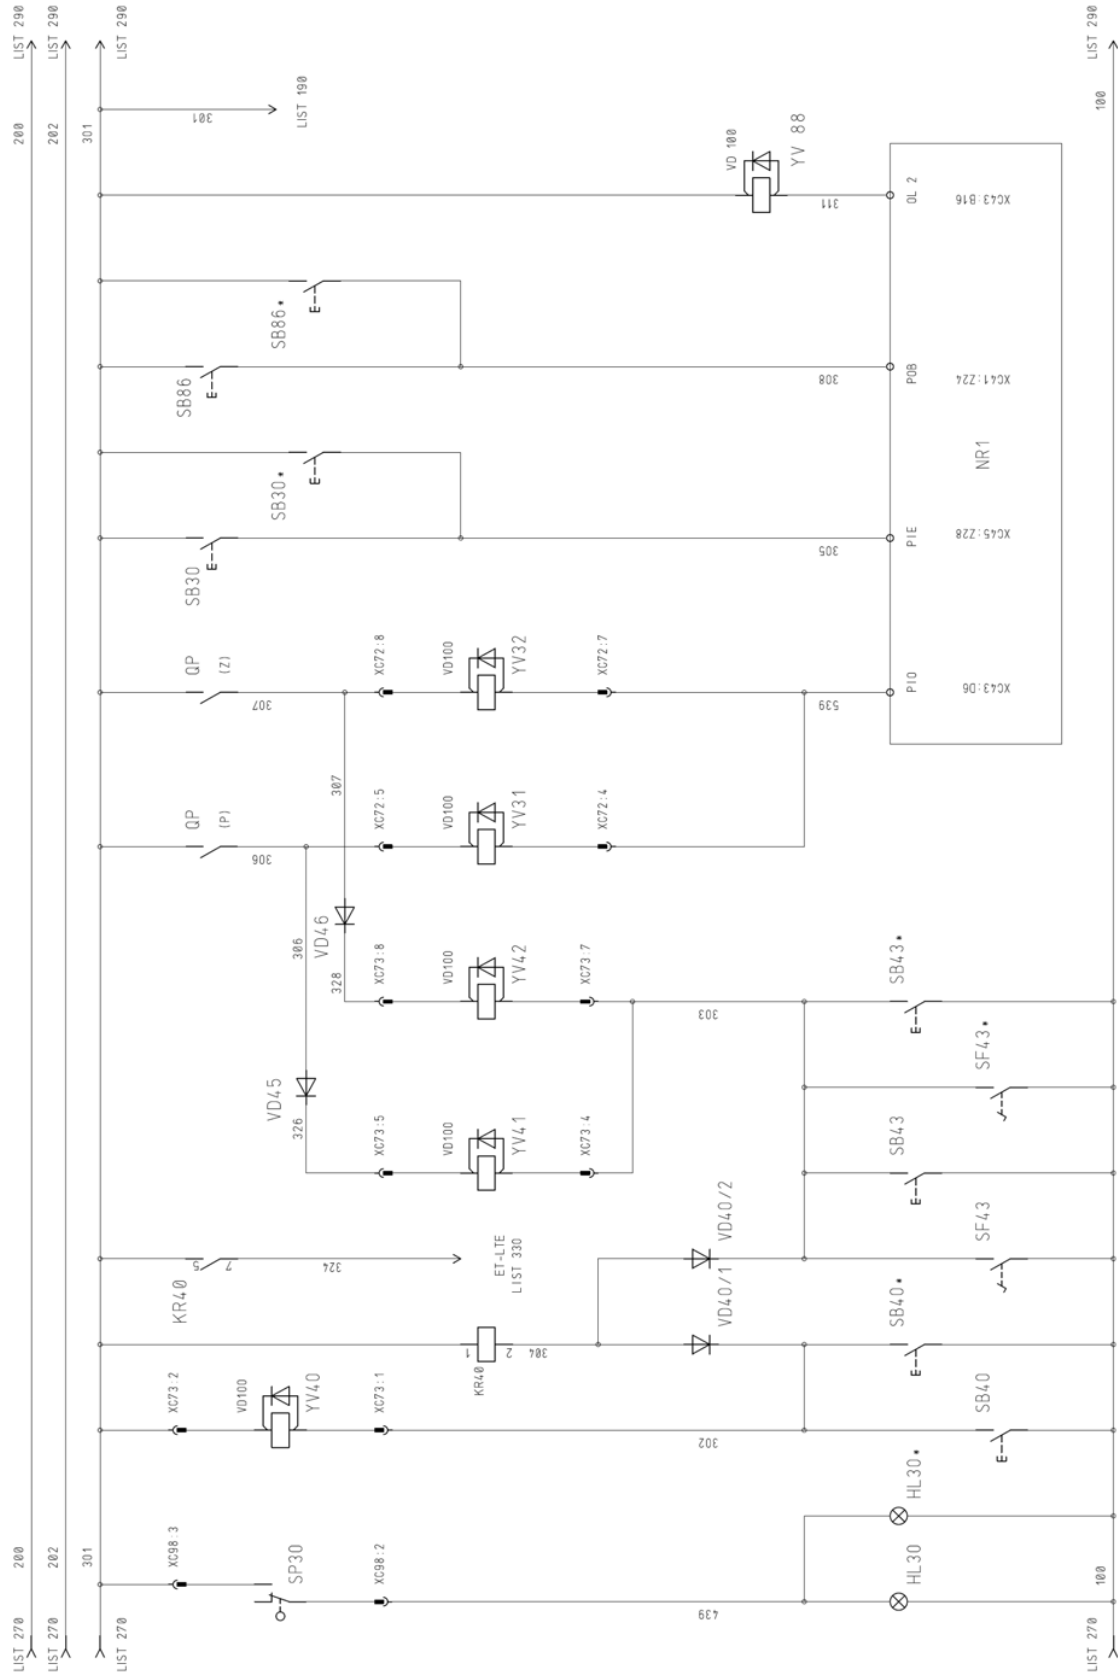 LIST 290
LIST 290
LIST 290
LIST 290
200
202
301
100
301
LIST 190
VD 100
YV 88
311
OL 2
XC43:B16
SB86*
SB86
308
POB
XC41:Z24
NR1
SB30*
SB30
305
PIE
XC45:Z28
QP
(Z)
307
XC72:8
VD100
YV32
XC72:7
539
PIO
XC43:D6
307
QP
(P)
306
XC72:5
VD100
YV31
XC72:4
306
VD46
328
XC73:8
VD100
YV42
XC73:7
303
SB43*
SF43*
VD45
326
XC73:5
VD100
YV41
XC73:4
SB43
KR40
5
7
324
ET-LTE
LIST 330
VD40/2
SF43
KR40
1
2
304
VD40/1
SB40*
XC73:2
VD100
YV40
XC73:1
302
SB40
HL30*
XC98:3
SP30
XC98:2
439
HL30
200
202
301
100
LIST 270
LIST 270
LIST 270
LIST 270